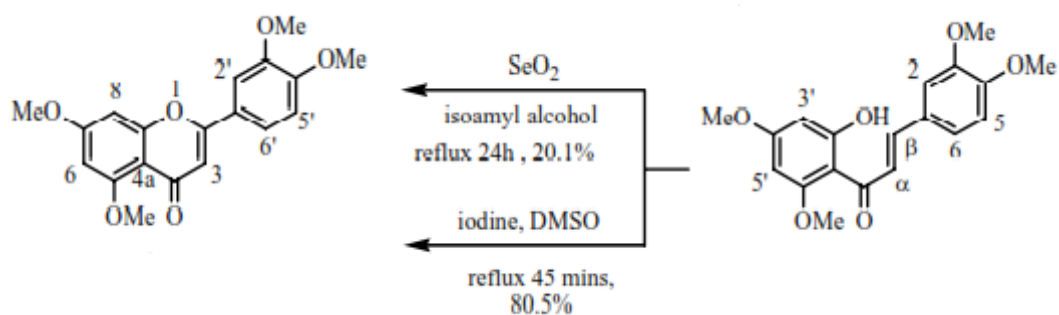 OMe
OMe
2'
8
1
O
MeO
5'
6'
6
4a
3
OMe
O
SeO2
isoamyl alcohol
reflux 24h , 20.1%
iodine, DMSO
reflux 45 mins,
80.5%
OMe
OMe
2
3'
OH
MeO
5
β
6
5'
α
OMe
O